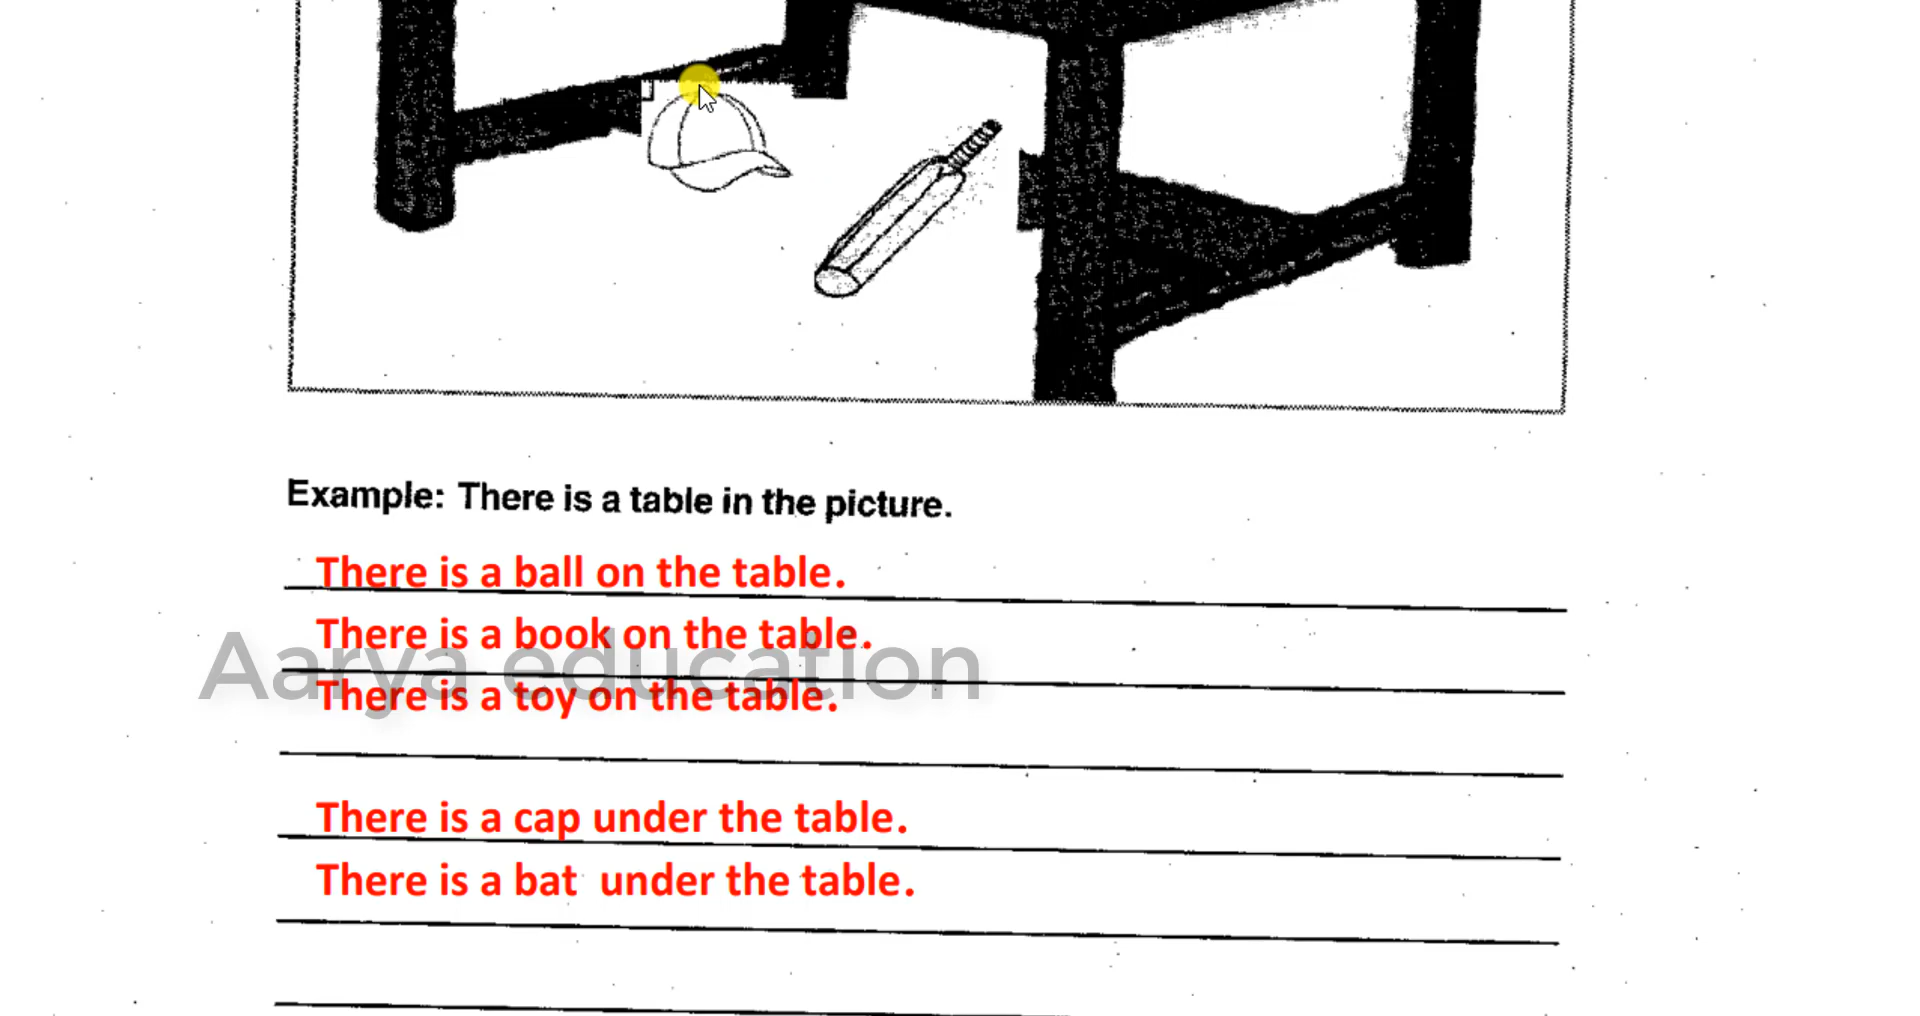 Example: There is a table in the picture.
There is a ball on the table.
There is a book on the table.
Aarya education
There is a toy on the table.
There is a cap under the table.
There is a bat under the table.